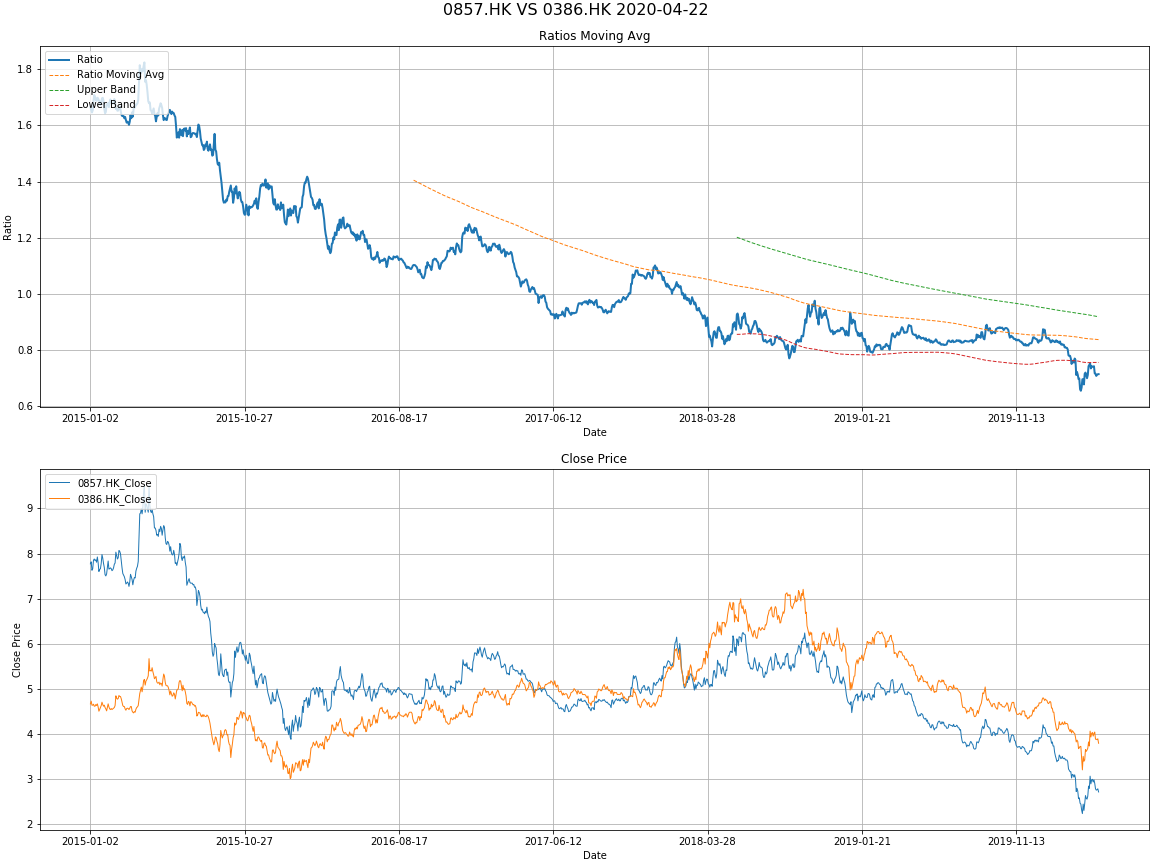 0857.HK VS 0386.HK 2020-04-22
Ratios Moving Avg
Ratio
Ratio Moving Avg
Upper Band
Lower Band
1.8
1.6
1.4
1.2
1.0
0.8
0.6
Ratio
2015-01-02 2015-10-27 2016-08-17 2017-06-12 2018-03-28 2019-01-21 2019-11-13
Date
Close Price
0857.HK_Close
0386.HK_Close
9
8
7
6
5
4
3
2
Close Price
2015-01-02 2015-10-27 2016-08-17 2017-06-12 2018-03-28 2019-01-21 2019-11-13
Date